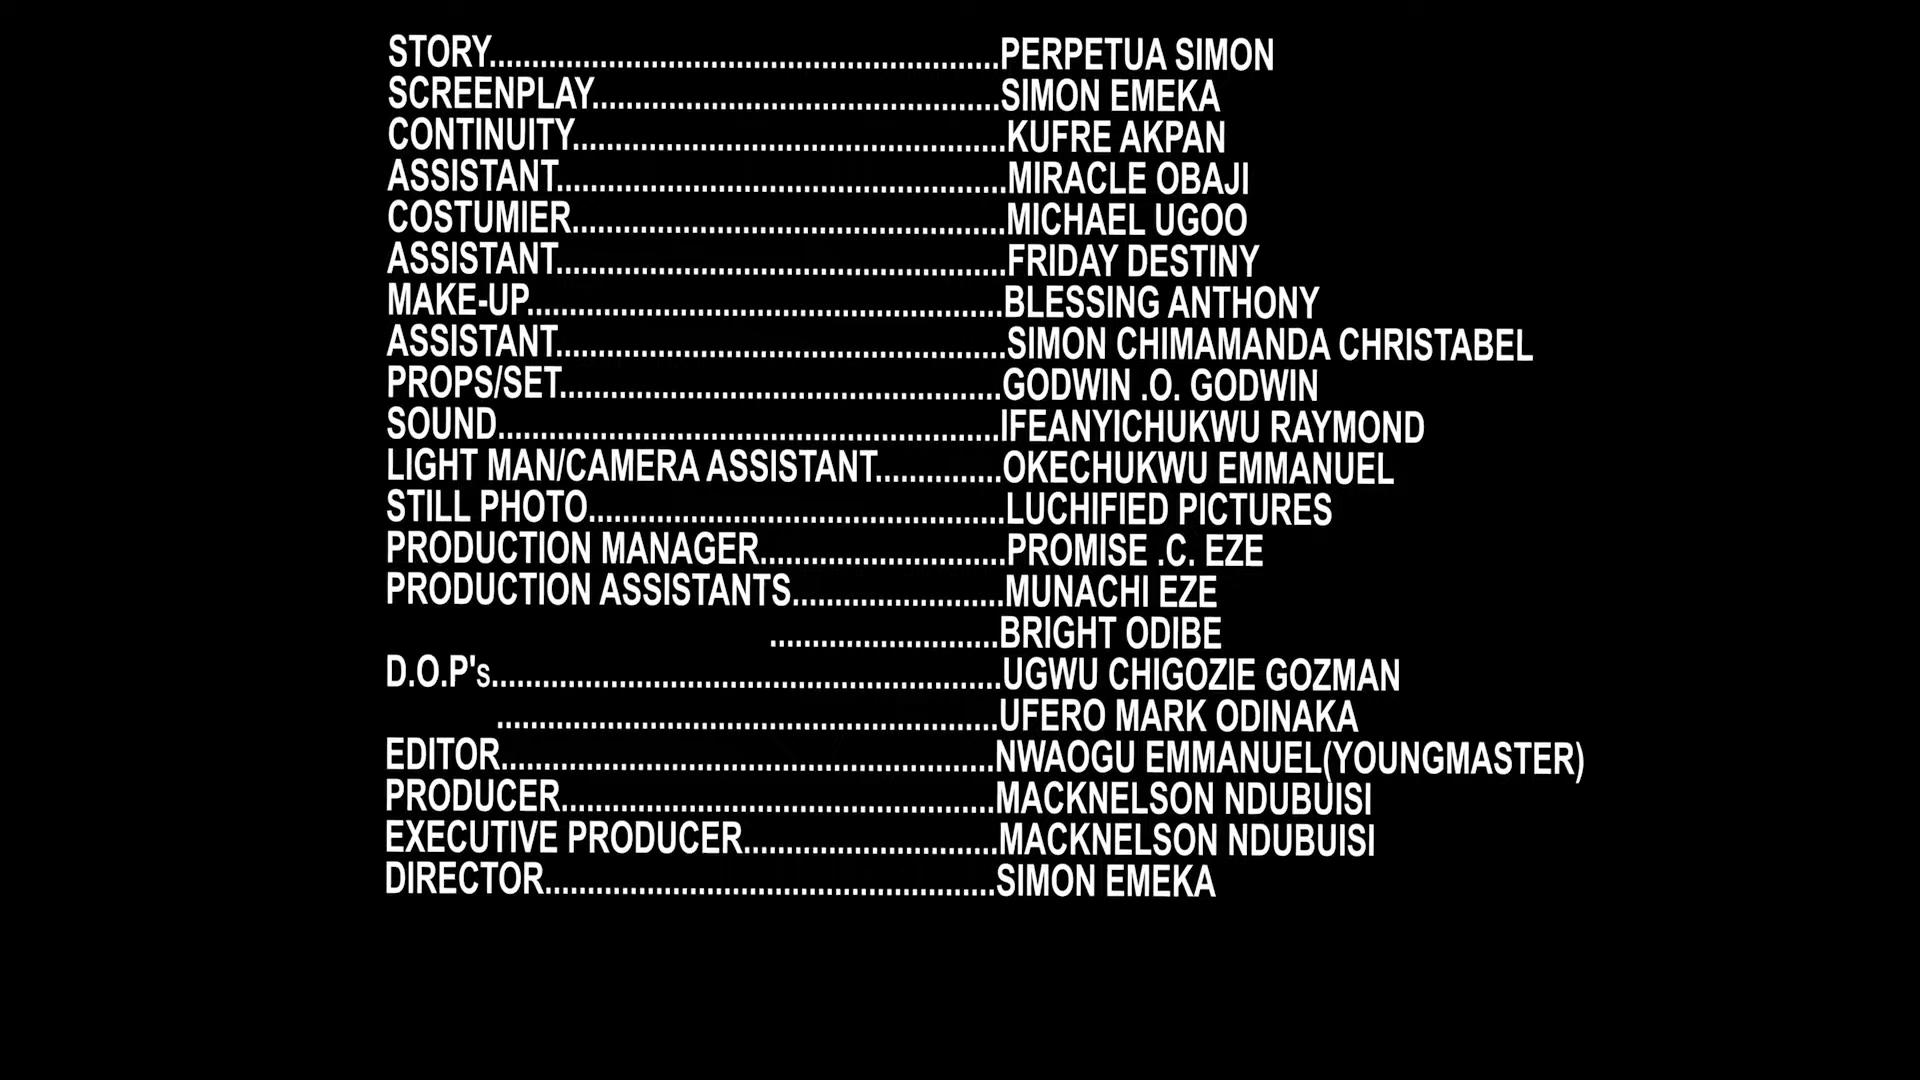 STORY............................................................PERPETUA SIMON
SCREENPLAY................................................SIMON EMEKA
CONTINUITY...................................................KUFRE AKPAN
ASSISTANT.....................................................MIRACLE OBAJI
COSTUMIER...................................................MICHAEL UGOO
ASSISTANT.....................................................FRIDAY DESTINY
MAKE-UP........................................................BLESSING ANTHONY
ASSISTANT.....................................................SIMON CHIMAMANDA CHRISTABEL
PROPS/SET....................................................GODWIN .O. GODWIN
SOUND...........................................................IFEANYICHUKWU RAYMOND
LIGHT MAN/CAMERA ASSISTANT...............OKECHUKWU EMMANUEL
STILL PHOTO.................................................LUCHIFIED PICTURES
PRODUCTION MANAGER.............................PROMISE .C. EZE
PRODUCTION ASSISTANTS.........................MUNACHI EZE
...........................BRIGHT ODIBE
D.O.P's............................................................UGWU CHIGOZIE GOZMAN
...........................................................UFERO MARK ODINAKA
EDITOR..........................................................NWAOGU EMMANUEL(YOUNGMASTER)
PRODUCER...................................................MACKNELSON NDUBUISI
EXECUTIVE PRODUCER..............................MACKNELSON NDUBUISI
DIRECTOR.....................................................SIMON EMEKA